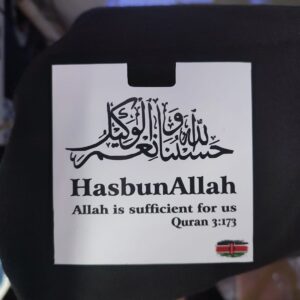 حسبنا الله ونعم الوكيل
HasbunAllah
Allah is sufficient for us
Quran 3:173